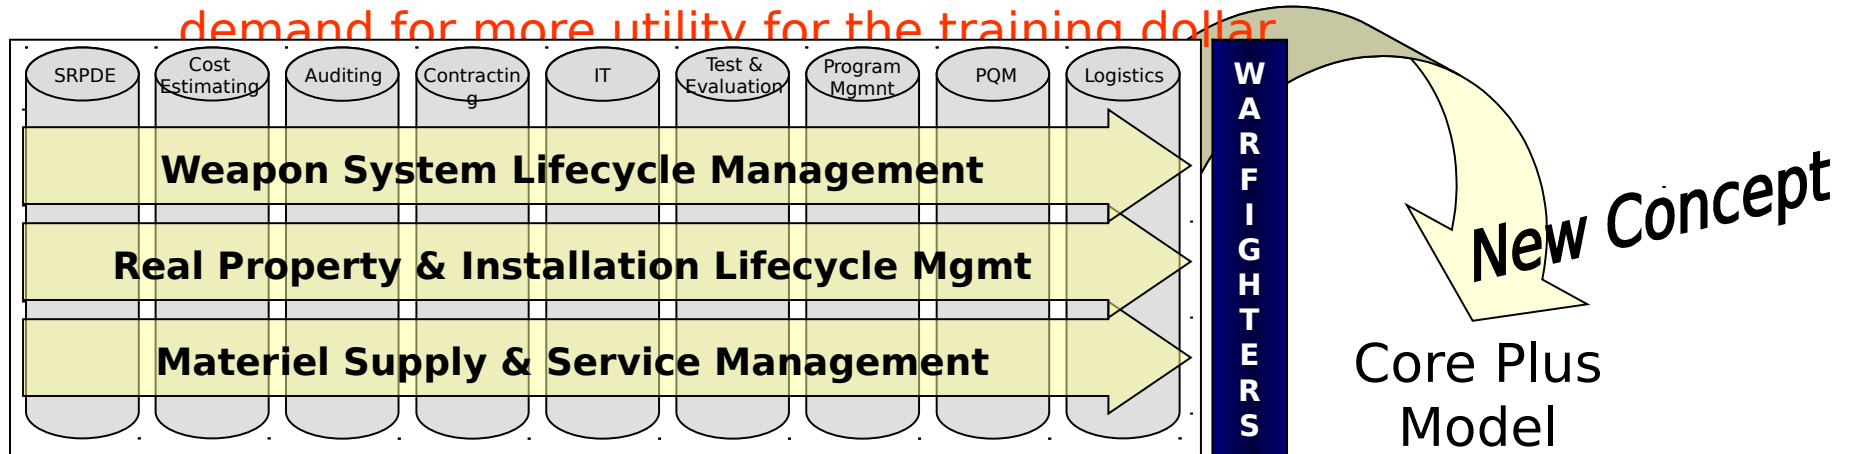 demand for more utility for the training dollar
SRPDE
Cost
Estimating
Auditing
Contractin
g
IT
Test &
Evaluation
Program
Mgmnt
PQM
Logistics
Weapon System Lifecycle Management
Real Property & Installation Lifecycle Mgmt
Materiel Supply & Service Management
W
A
R
F
I
G
H
T
E
R
S
New Concept
Core Plus
Model